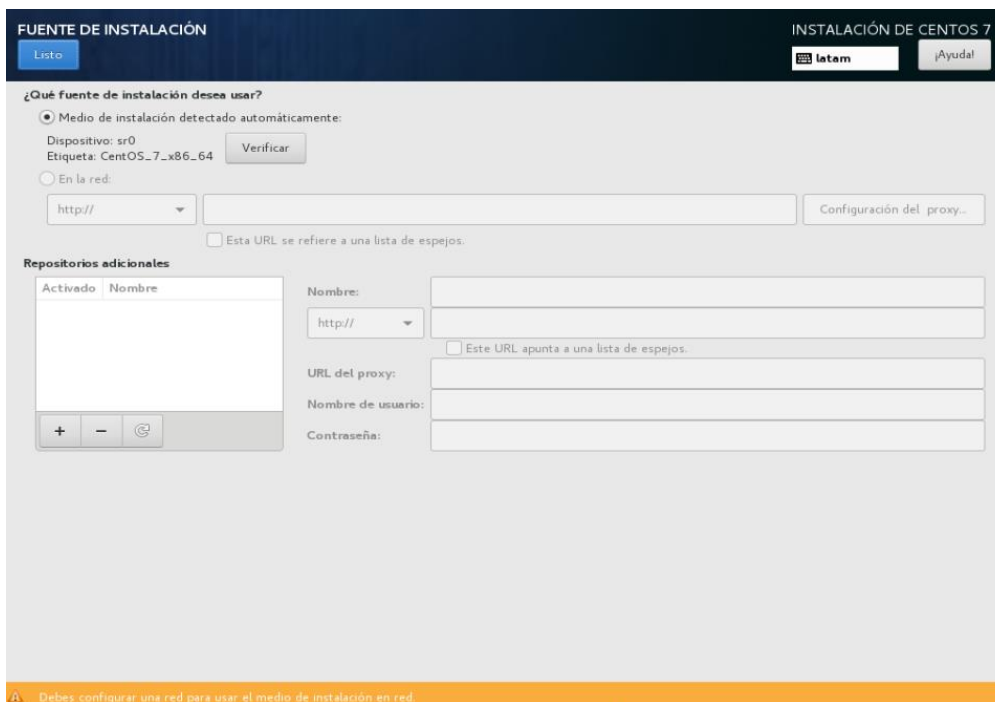 FUENTE DE INSTALACIÓN
INSTALACIÓN DE CENTOS 7
Listo
latam
¡Ayuda!
¿Qué fuente de instalación desea usar?
Medio de instalación detectado automáticamente:
Dispositivo: sr0
Etiqueta: CentOS_7_x86_64
Verificar
En la red:
http://
Configuración del proxy...
Esta URL se refiere a una lista de espejos.
Repositorios adicionales
Activado Nombre
Nombre:
http://
Este URL apunta a una lista de espejos.
URL del proxy:
Nombre de usuario:
Contraseña:
Debes configurar una red para usar el medio de instalación en red.